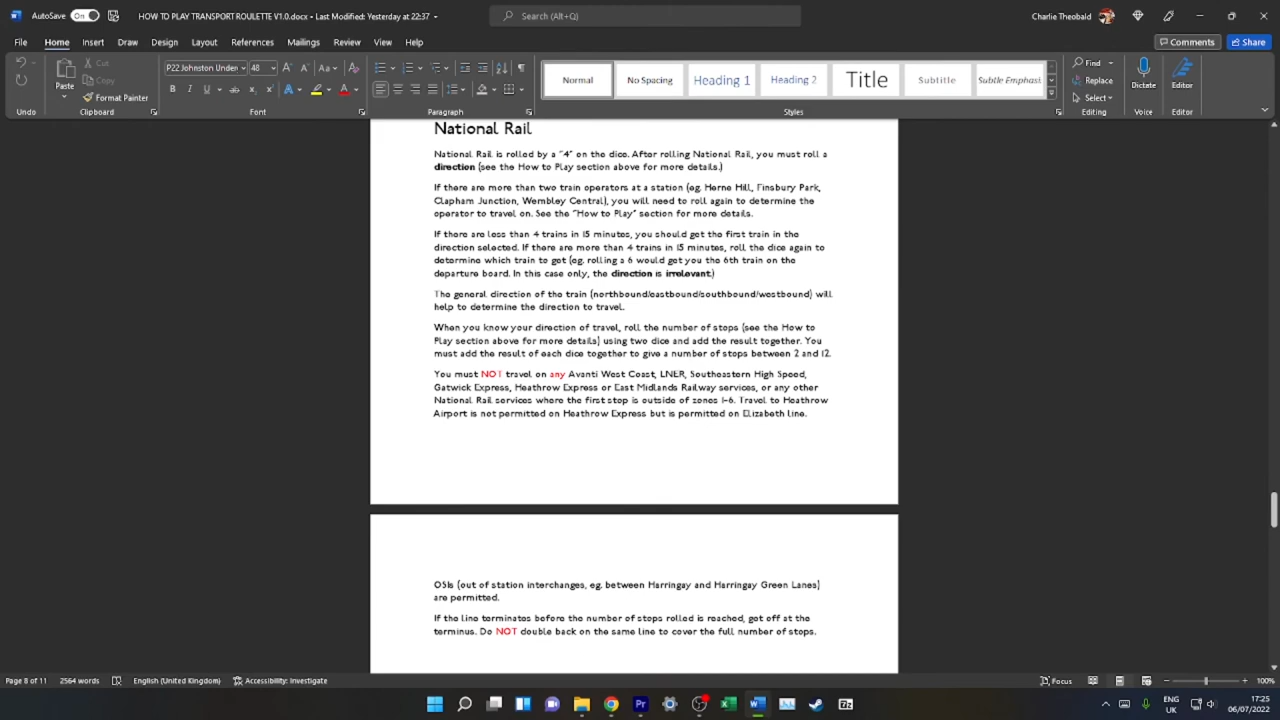 AutoSave On HOW TO PLAY TRANSPORT ROULETTE V1.0.docx • Last Modified: Yesterday at 22:37 Search (Alt+Q) Charlie Theobald
File Home Insert Draw Design Layout References Mailings Review View Help Comments Share
Paste Cut Copy Format Painter P22 Johnston Under 48 Normal No Spacing Heading 1 Heading 2 Title Subtitle Subtle Emphasis Find Replace Select Dictate Editor
Undo Clipboard Font Paragraph Styles Editing Voice Editor
National Rail
National Rail is rolled by a "4" on the dice. After rolling National Rail, you must roll a
direction (see the How to Play section above for more details.)
If there are more than two train operators at a station (eg. Herne Hill, Finsbury Park,
Clapham Junction, Wembley Central), you will need to roll again to determine the
operator to travel on. See the "How to Play" section for more details.
If there are less than 4 trains in 15 minutes, you should get the first train in the
direction selected. If there are more than 4 trains in 15 minutes, roll the dice again to
determine which train to get (eg. rolling a 6 would get you the 6th train on the
departure board. In this case only, the direction is irrelevant.)
The general direction of the train (northbound/eastbound/southbound/westbound) will
help to determine the direction to travel.
When you know your direction of travel, roll the number of stops (see the How to
Play section above for more details) using two dice and add the result together. You
must add the result of each dice together to give a number of stops between 2 and 12.
You must NOT travel on any Avanti West Coast, LNER, Southeastern High Speed,
Gatwick Express, Heathrow Express or East Midlands Railway services, or any other
National Rail services where the first stop is outside of zones 1-6. Travel to Heathrow
Airport is not permitted on Heathrow Express but is permitted on Elizabeth line.
OSIs (out of station interchanges, eg. between Harringay and Harringay Green Lanes)
are permitted.
If the line terminates before the number of stops rolled is reached, get off at the
terminus. Do NOT double back on the same line to cover the full number of stops.
Page 8 of 11 2564 words English (United Kingdom) Accessibility: Investigate Focus 100%
ENG 17:25
UK 06/07/2022